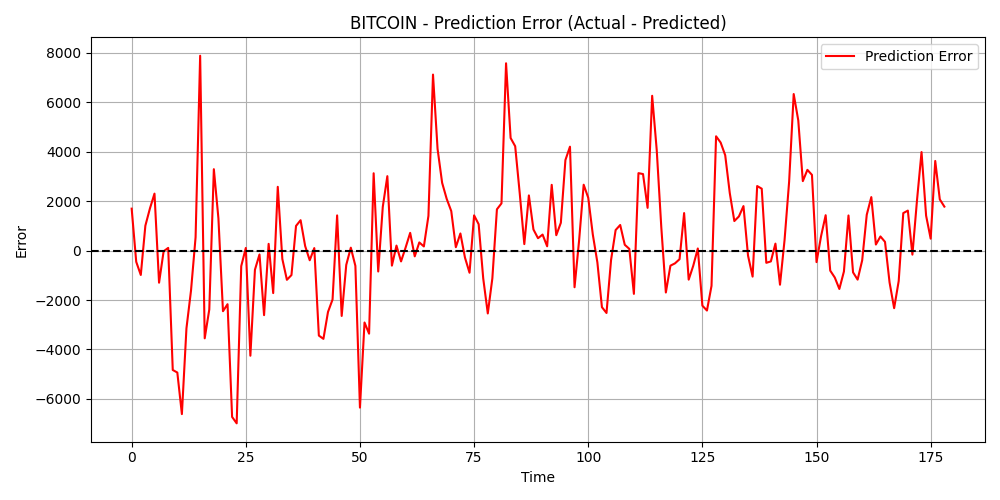 BITCOIN - Prediction Error (Actual - Predicted)
Prediction Error
Error
8000
6000
4000
2000
0
−2000
−4000
−6000
0 25 50 75 100 125 150 175
Time